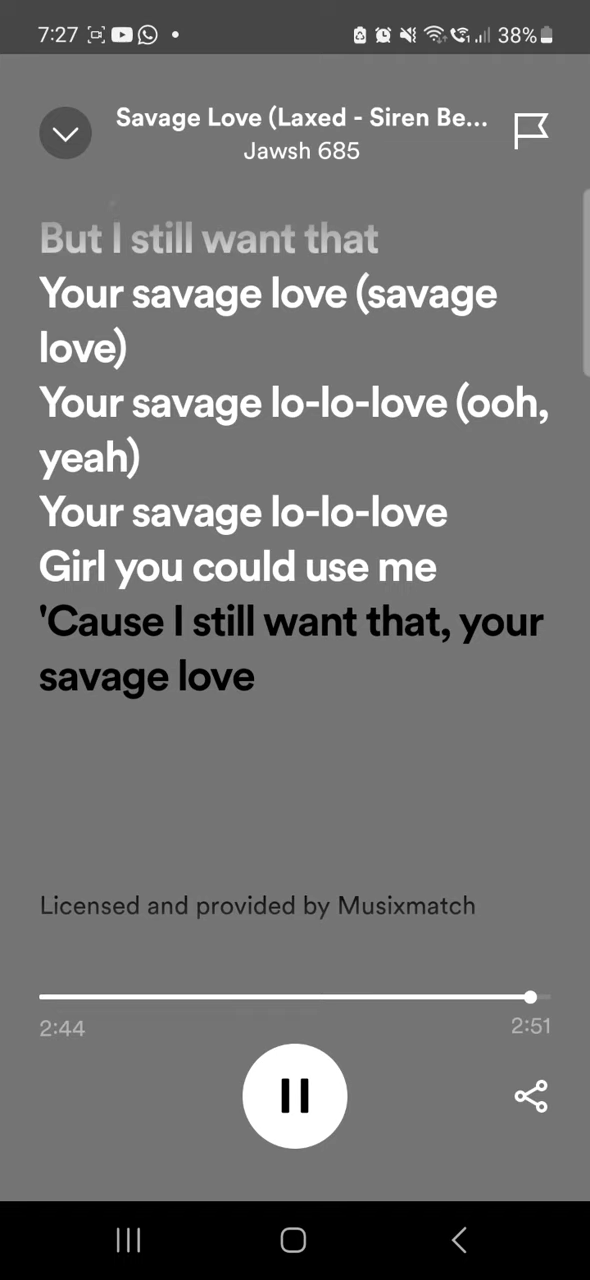 7:27
38%
Savage Love (Laxed - Siren Be...
Jawsh 685
But I still want that
Your savage love (savage
love)
Your savage lo-lo-love (ooh,
yeah)
Your savage lo-lo-love
Girl you could use me
'Cause I still want that, your
savage love
Licensed and provided by Musixmatch
2:44
2:51